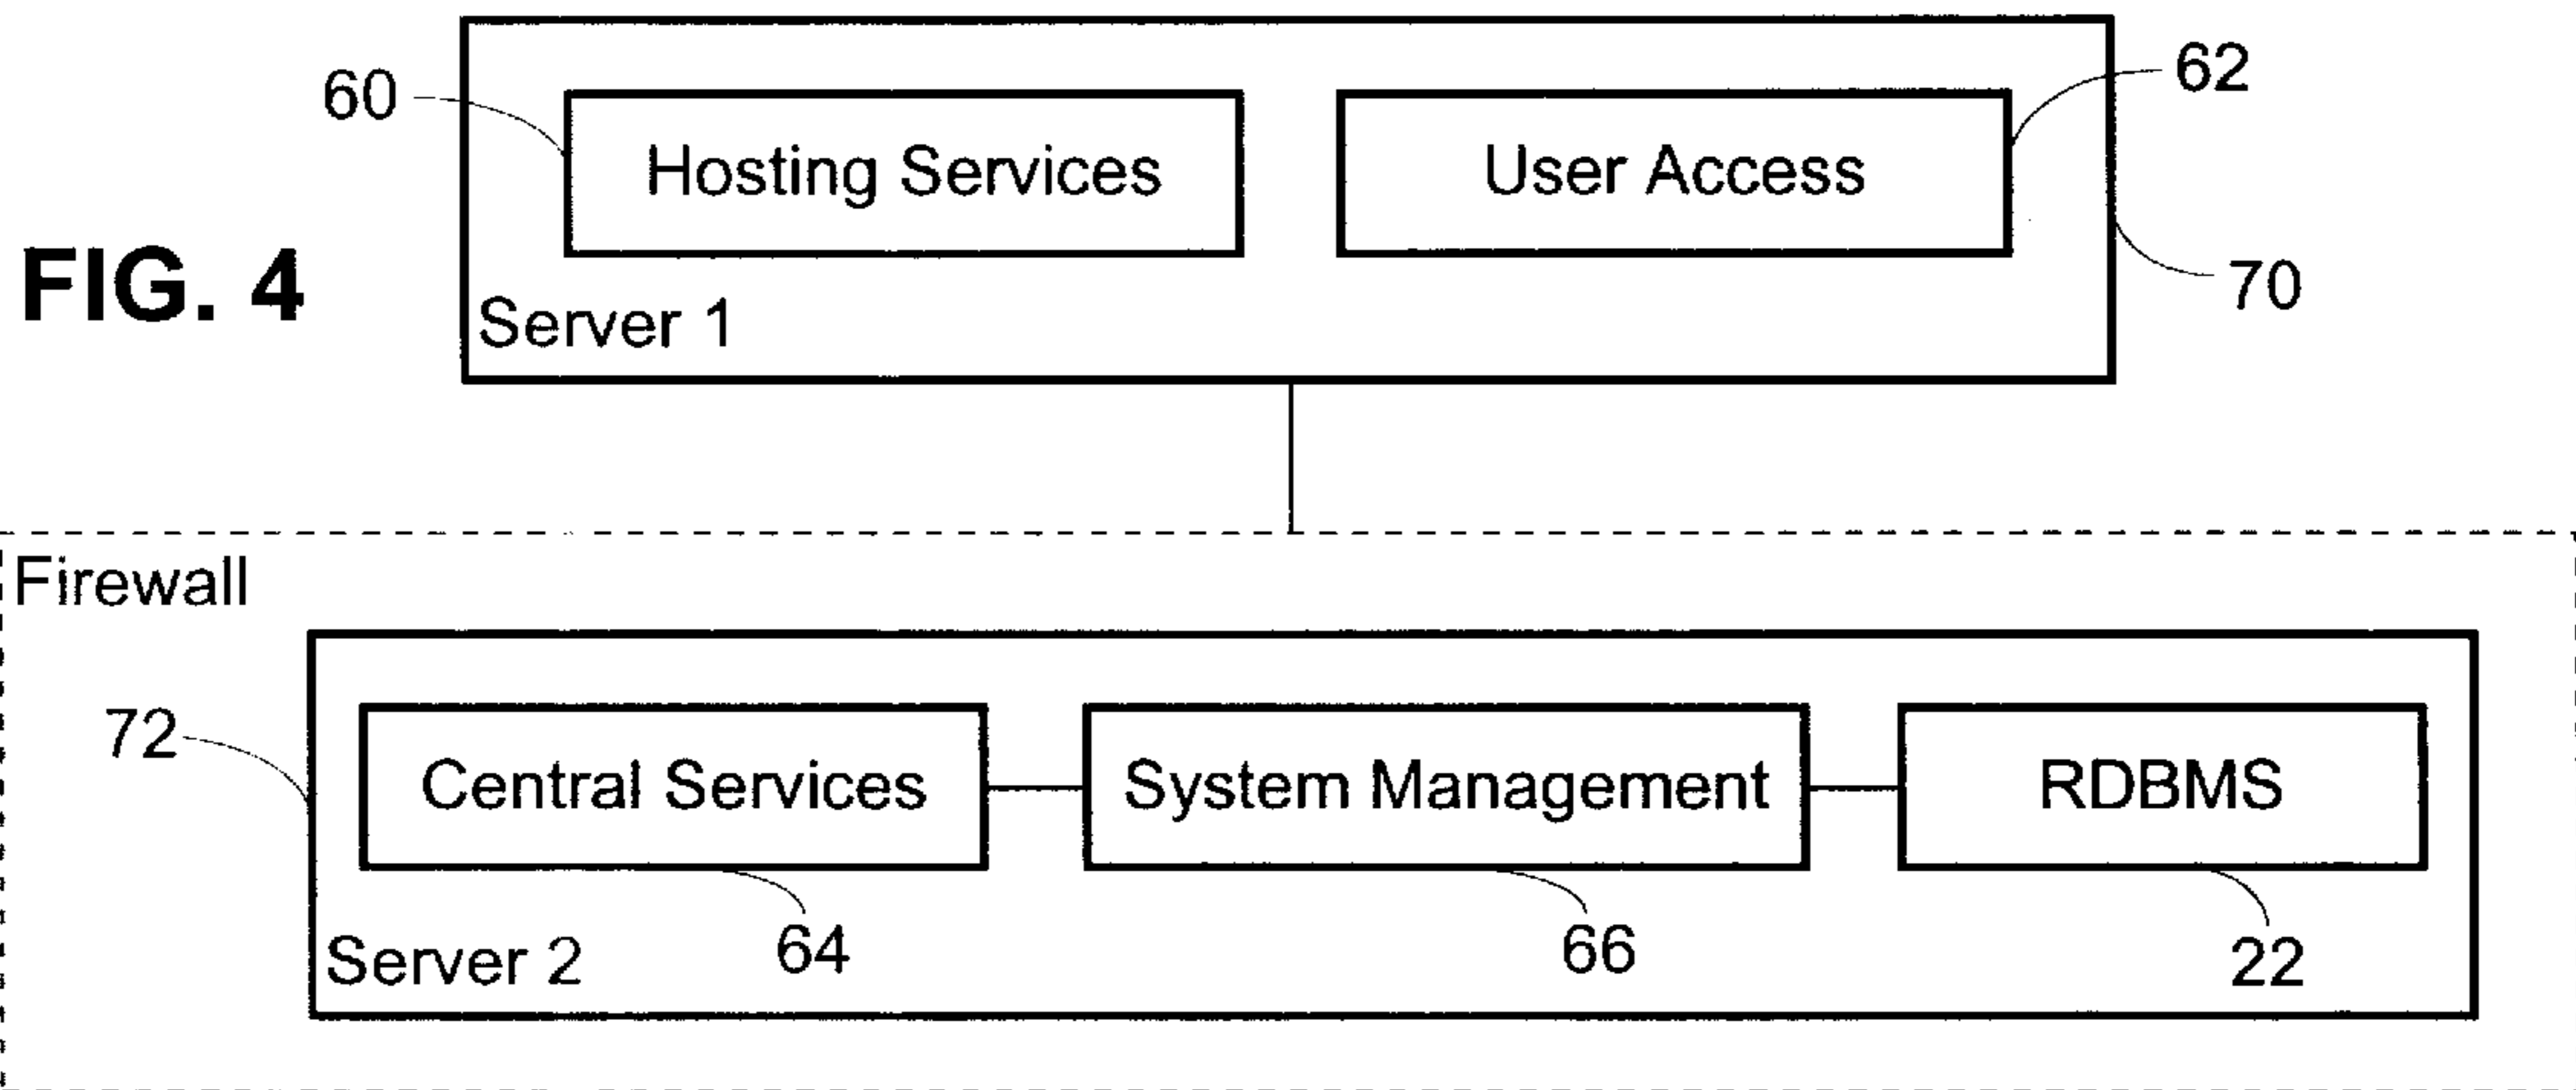 60
62
Hosting Services
User Access
FIG. 4
70
Server 1
Firewall
72
Central Services
System Management
RDBMS
64
66
22
Server 2